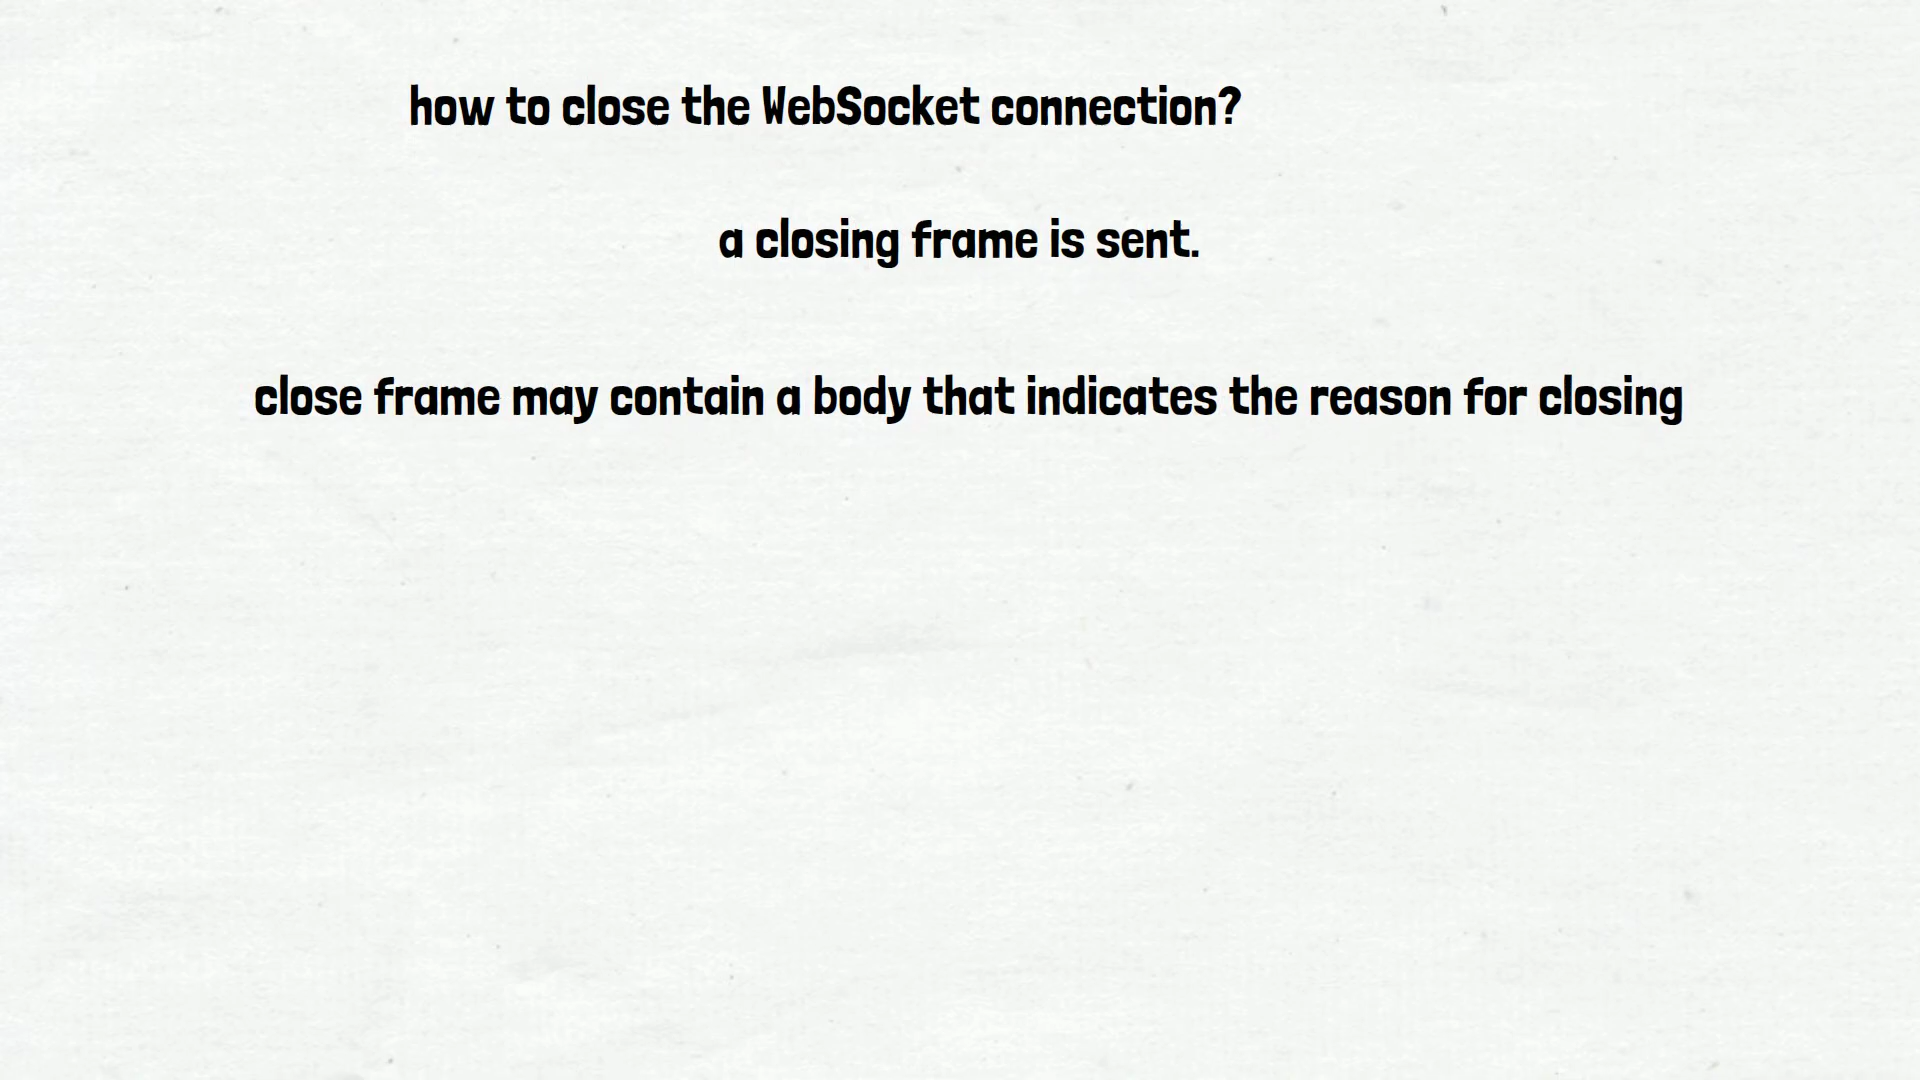 how to close the WebSocket connection?
a closing frame is sent.
close frame may contain a body that indicates the reason for closing